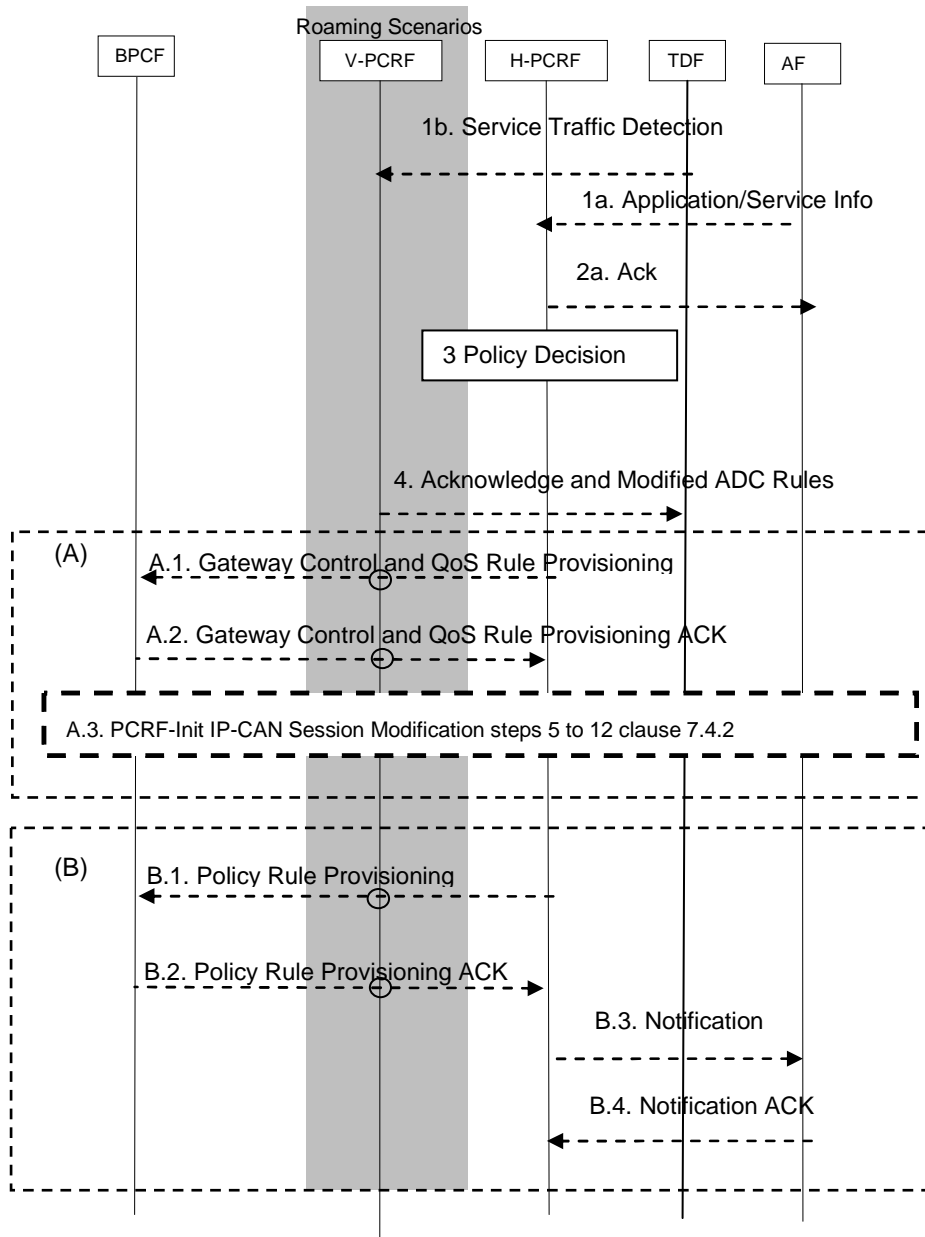 Roaming Scenarios
BPCF
V-PCRF
H-PCRF
TDF
AF
1b. Service Traffic Detection
1a. Application/Service Info
2a. Ack
3 Policy Decision
4. Acknowledge and Modified ADC Rules
(A)
A.1. Gateway Control and QoS Rule Provisioning
A.2. Gateway Control and QoS Rule Provisioning ACK
A.3. PCRF-Init IP-CAN Session Modification steps 5 to 12 clause 7.4.2
(B)
B.1. Policy Rule Provisioning
B.2. Policy Rule Provisioning ACK
B.3. Notification
B.4. Notification ACK